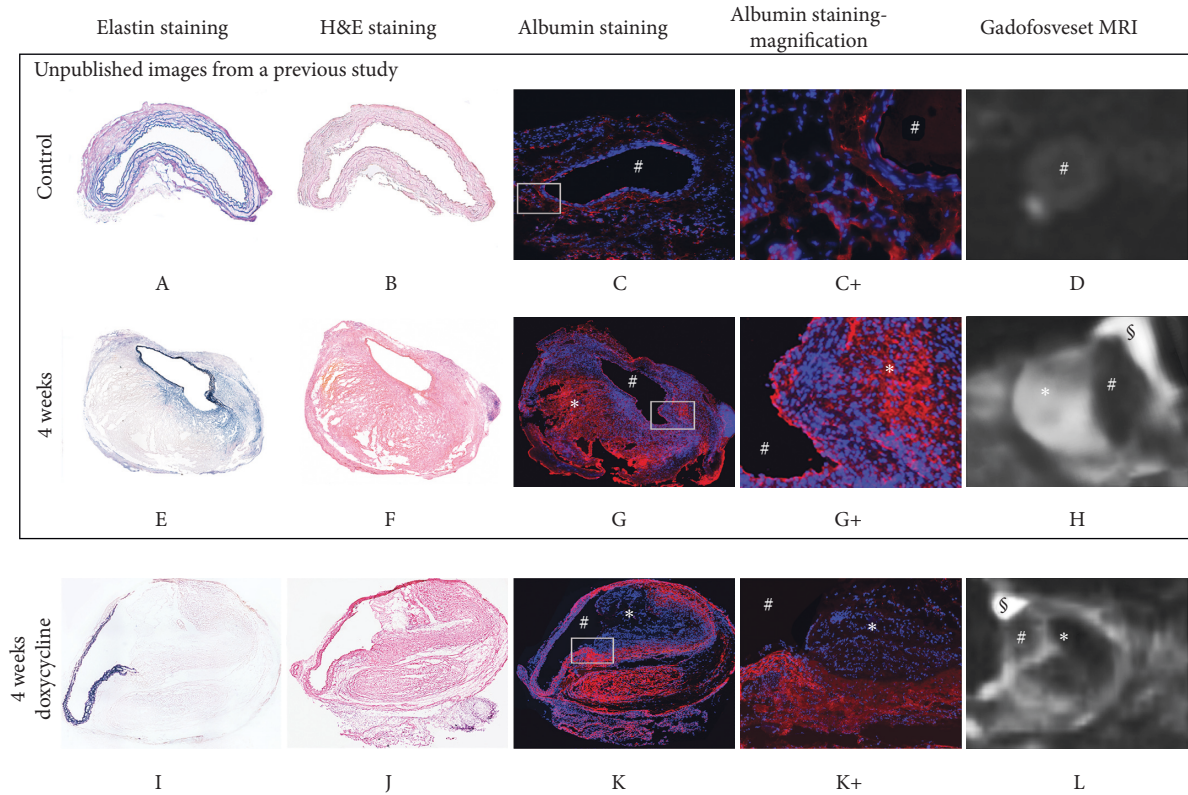 Elastin staining
H&E staining
Albumin staining
Albumin staining-
magnification
Gadofosveset MRI
Unpublished images from a previous study
Control
#
#
#
A
B
C
C+
D
4 weeks
*
#
*
#
*
#
§
E
F
G
G+
H
4 weeks
doxycycline
#
*
#
*
§
#
*
I
J
K
K+
L